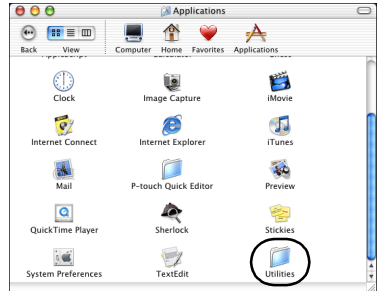 Applications
Back View Computer Home Favorites Applications
Clock Image Capture iMovie
Internet Connect Internet Explorer iTunes
Mail P-touch Quick Editor Preview
QuickTime Player Sherlock Stickies
System Preferences TextEdit Utilities